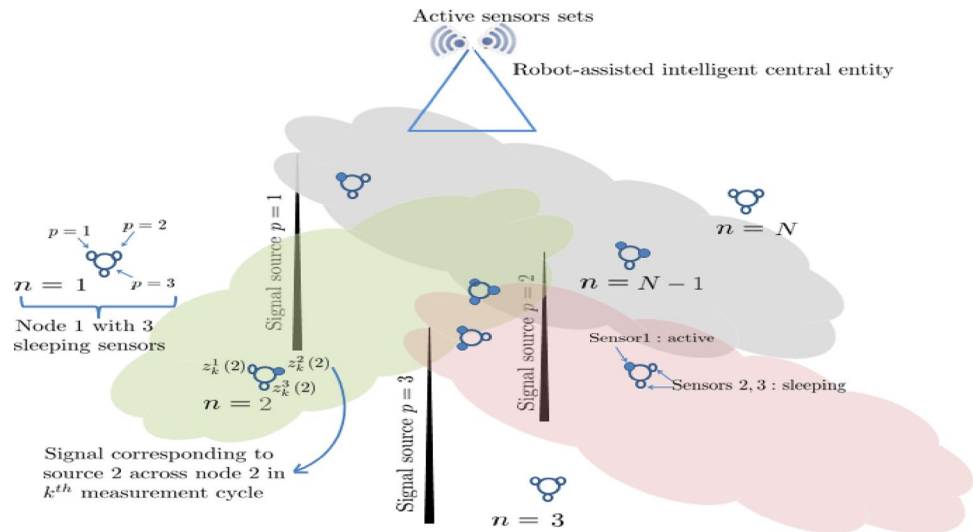 Active sensors sets
Robot-assisted intelligent central entity
Signal source p = 1
n = N
p = 1
p = 2
n = 1
p = 3
Node 1 with 3
sleeping sensors
n = N − 1
Signal source p = 2
Sensor1 : active
Sensors 2, 3 : sleeping
Signal source p = 3
z_k^1(2)
z_k^2(2)
z_k^3(2)
n = 2
Signal corresponding to
source 2 across node 2 in
k^{th} measurement cycle
n = 3